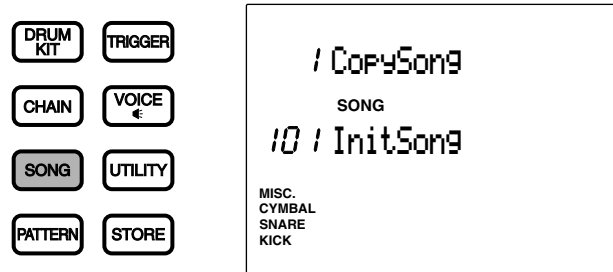 DRUM
KIT
TRIGGER
CHAIN
VOICE
SONG
UTILITY
PATTERN
STORE
1 CopySong
SONG
101 InitSong
MISC.
CYMBAL
SNARE
KICK